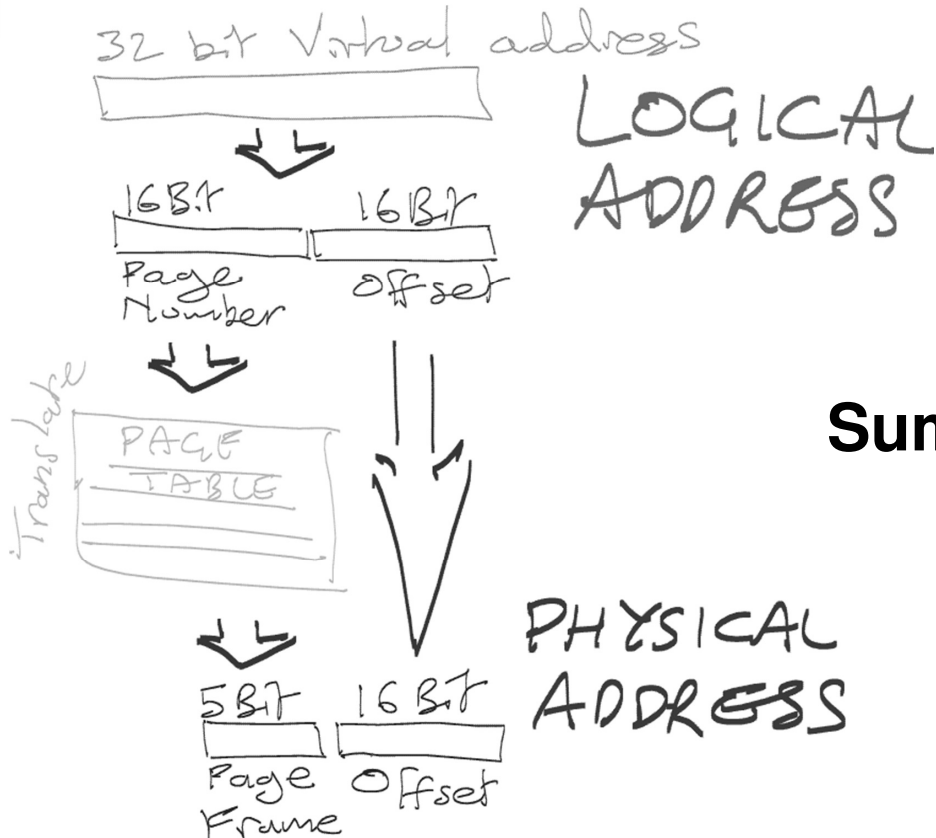 32 bit Virtual address
LOGICAL
ADDRESS
16Bit 16Bit
Page Offset
Number
Translate
PAGE
TABLE
Sum
PHYSICAL
ADDRESS
5Bit 16Bit
Page Offset
Frame